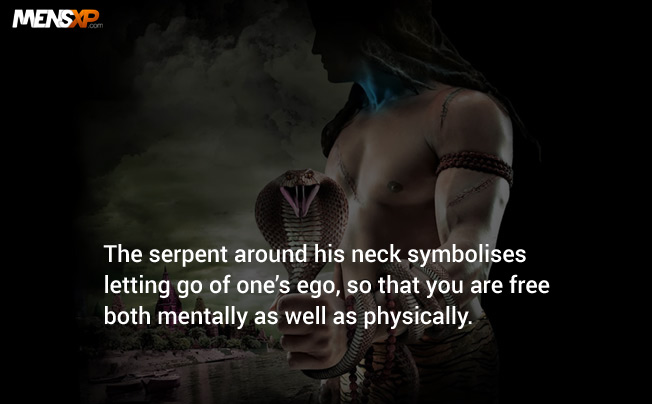 MENSXP.com
The serpent around his neck symbolises
letting go of one's ego, so that you are free
both mentally as well as physically.